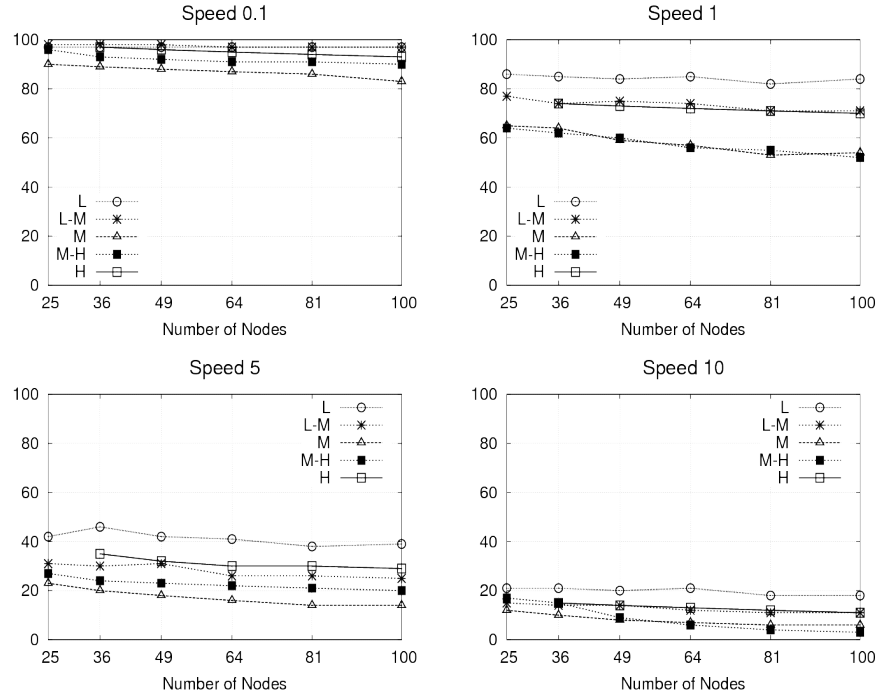 Speed 0.1
100
80
60
40
20
0
L
L-M
M
M-H
H
25 36 49 64 81 100
Number of Nodes
Speed 1
100
80
60
40
20
0
L
L-M
M
M-H
H
25 36 49 64 81 100
Number of Nodes
Speed 5
100
80
60
40
20
0
L
L-M
M
M-H
H
25 36 49 64 81 100
Number of Nodes
Speed 10
100
80
60
40
20
0
L
L-M
M
M-H
H
25 36 49 64 81 100
Number of Nodes